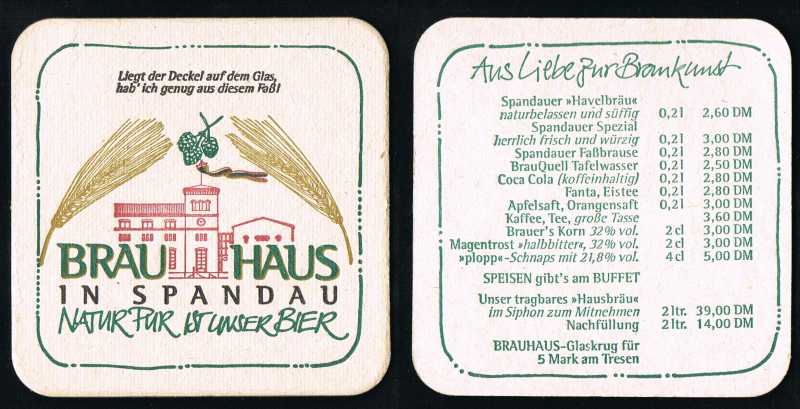 Liegt der Deckel auf dem Glas,
hab' ich genug aus diesem Faß!
BRAUHAUS
IN SPANDAU
NATUR PUR IST UNSER BIER
Aus Liebe zur Braukunst
Spandauer »Havelbräu«
naturbelassen und süffig 0,2 l 2,60 DM
Spandauer Spezial
herrlich frisch und würzig 0,2 l 3,00 DM
Spandauer Faßbrause 0,2 l 2,80 DM
BrauQuell Tafelwasser 0,2 l 2,50 DM
Coca Cola (koffeinhaltig) 0,2 l 2,80 DM
Fanta, Eistee 0,2 l 2,80 DM
Apfelsaft, Orangensaft 0,2 l 3,00 DM
Kaffee, Tee, große Tasse 3,60 DM
Brauer's Korn 32% vol. 2 cl 3,00 DM
Magentrost »halbbitter«, 32% vol. 2 cl 3,00 DM
»plopp«-Schnaps mit 21,8% vol. 4 cl 5,00 DM
SPEISEN gibt's am BUFFET
Unser tragbares »Hausbräu«
im Siphon zum Mitnehmen 2 ltr. 39,00 DM
Nachfüllung 2 ltr. 14,00 DM
BRAUHAUS-Glaskrug für
5 Mark am Tresen